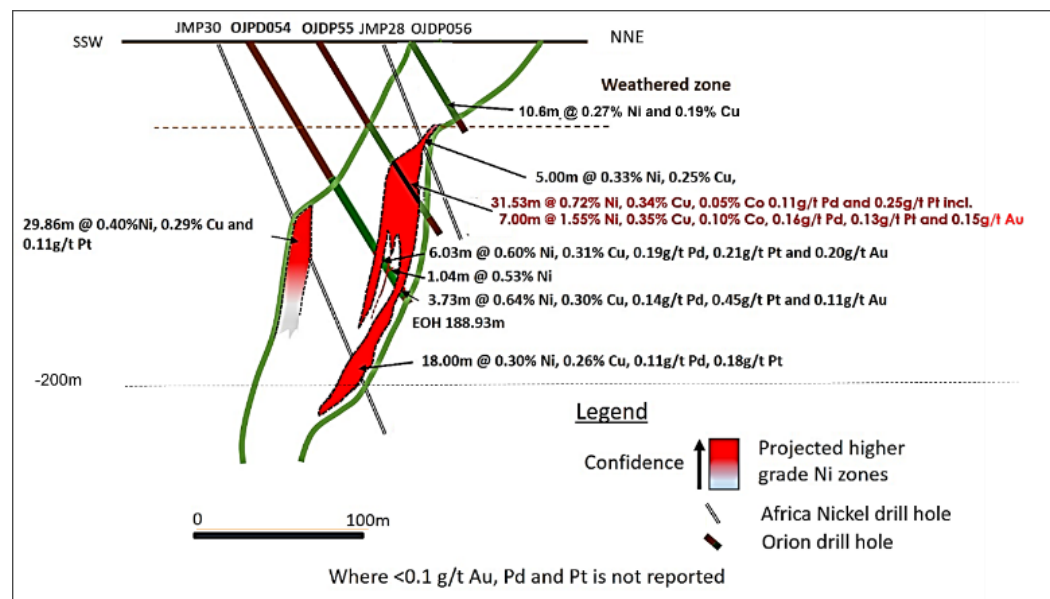 JMP30 OJPD054 OJDP55 JMP28 OJDP056
SSW
NNE
Weathered zone
10.6m @ 0.27% Ni and 0.19% Cu
5.00m @ 0.33% Ni, 0.25% Cu,
31.53m @ 0.72% Ni, 0.34% Cu, 0.05% Co 0.11g/t Pd and 0.25g/t Pt incl.
7.00m @ 1.55% Ni, 0.35% Cu, 0.10% Co, 0.16g/t Pd, 0.13g/t Pt and 0.15g/t Au
29.86m @ 0.40%Ni, 0.29% Cu and
0.11g/t Pt
6.03m @ 0.60% Ni, 0.31% Cu, 0.19g/t Pd, 0.21g/t Pt and 0.20g/t Au
1.04m @ 0.53% Ni
3.73m @ 0.64% Ni, 0.30% Cu, 0.14g/t Pd, 0.45g/t Pt and 0.11g/t Au
EOH 188.93m
18.00m @ 0.30% Ni, 0.26% Cu, 0.11g/t Pd, 0.18g/t Pt
-200m
Legend
Confidence
Projected higher
grade Ni zones
Africa Nickel drill hole
Orion drill hole
0 100m
Where <0.1 g/t Au, Pd and Pt is not reported